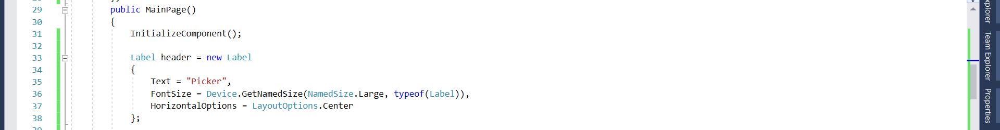 29 public MainPage()
30 {
31 InitializeComponent();
32
33 Label header = new Label
34 {
35 Text = "Picker",
36 FontSize = Device.GetNamedSize(NamedSize.Large, typeof(Label)),
37 HorizontalOptions = LayoutOptions.Center
38 };
Team Explorer
Properties